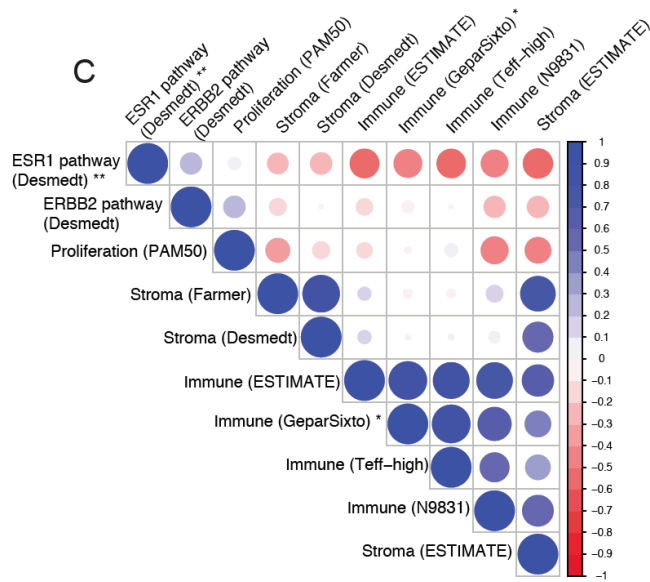 C
ESR1 pathway
(Desmedt) **
ERBB2 pathway
(Desmedt)
Proliferation (PAM50)
Stroma (Farmer)
Stroma (Desmedt)
Immune (ESTIMATE)
Immune (GeparSixto) *
Immune (Teff-high)
Immune (N9831)
Stroma (ESTIMATE)
ESR1 pathway
(Desmedt) **
ERBB2 pathway
(Desmedt)
Proliferation (PAM50)
Stroma (Farmer)
Stroma (Desmedt)
Immune (ESTIMATE)
Immune (GeparSixto) *
Immune (Teff-high)
Immune (N9831)
Stroma (ESTIMATE)
1
0.9
0.8
0.7
0.6
0.5
0.4
0.3
0.2
0.1
0
−0.1
−0.2
−0.3
−0.4
−0.5
−0.6
−0.7
−0.8
−0.9
−1